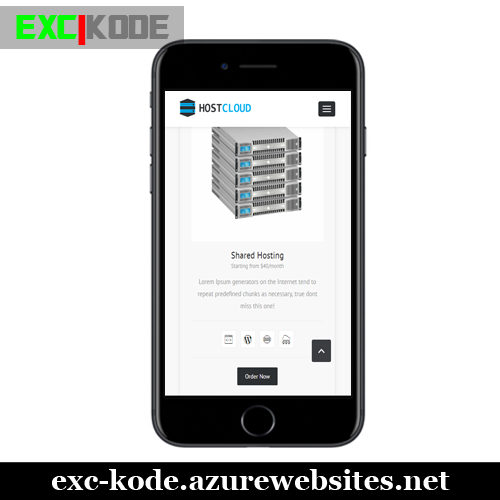 EXC|KODE
HOSTCLOUD
Shared Hosting
Starting from $40/month
Lorem Ipsum generators on the Internet tend to
repeat predefined chunks as necessary, true dont
miss this one!
Order Now
exc-kode.azurewebsites.net